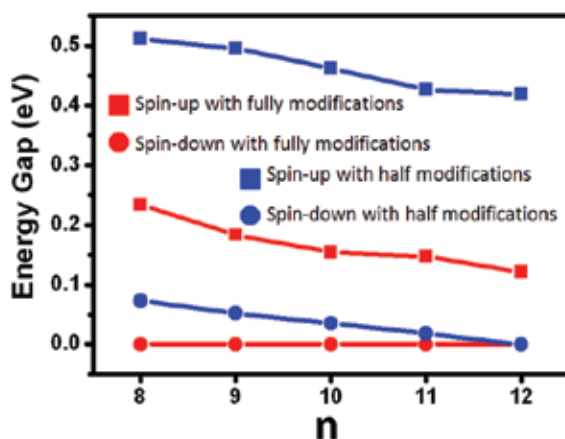 0.5
0.4
0.3
0.2
0.1
0.0
Energy Gap (eV)
Spin-up with fully modifications
Spin-down with fully modifications
Spin-up with half modifications
Spin-down with half modifications
8 9 10 11 12
n